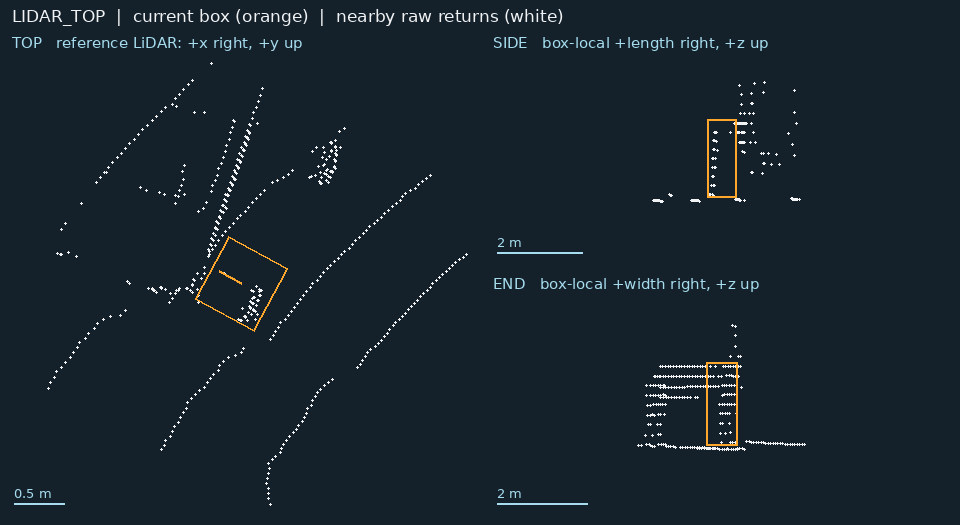 LIDAR_TOP  |  current box (orange)  |  nearby raw returns (white)
TOP   reference LiDAR: +x right, +y up
SIDE   box-local +length right, +z up
2 m
END   box-local +width right, +z up
0.5 m
2 m